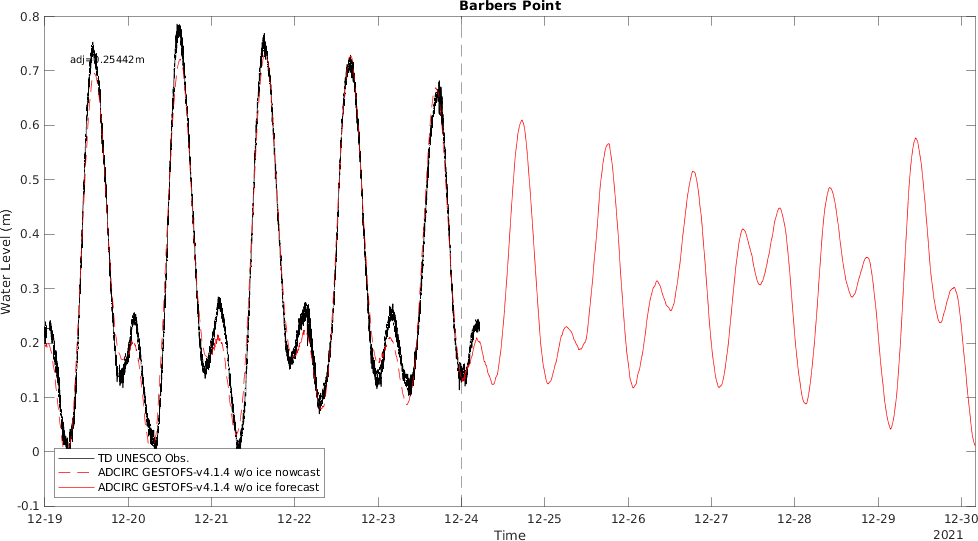 Barbers Point
0.8
0.7
0.6
0.5
0.4
0.3
0.2
0.1
0
-0.1
Water Level (m)
adj=0.25442m
TD UNESCO Obs.
ADCIRC GESTOFS-v4.1.4 w/o ice nowcast
ADCIRC GESTOFS-v4.1.4 w/o ice forecast
12-19 12-20 12-21 12-22 12-23 12-24 12-25 12-26 12-27 12-28 12-29 12-30
Time
2021